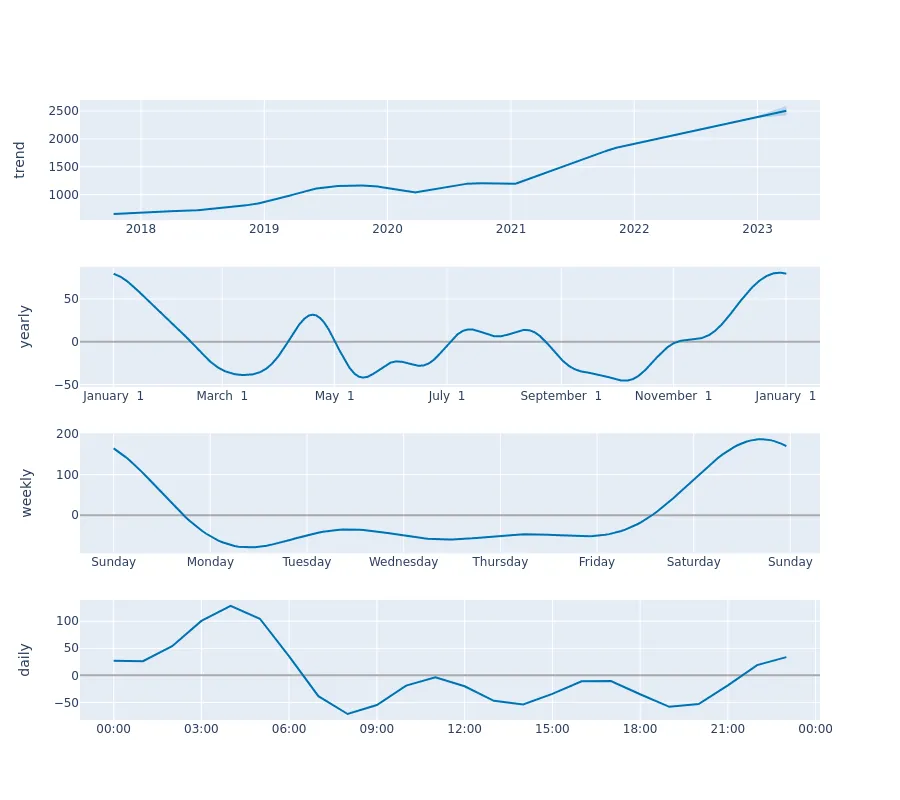 trend
2500
2000
1500
1000
2018 2019 2020 2021 2022 2023
yearly
50
0
−50
January 1 March 1 May 1 July 1 September 1 November 1 January 1
weekly
200
100
0
Sunday Monday Tuesday Wednesday Thursday Friday Saturday Sunday
daily
100
50
0
−50
00:00 03:00 06:00 09:00 12:00 15:00 18:00 21:00 00:00